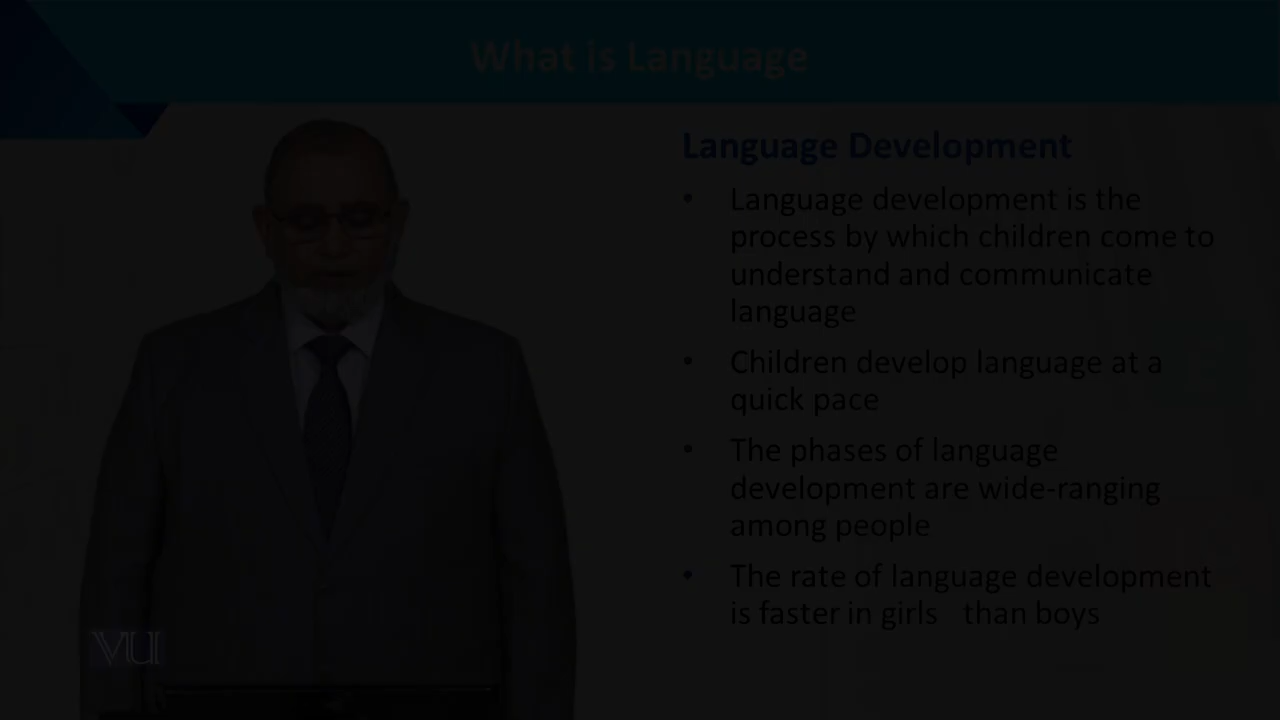 What is Language
Language Development
• Language development is the
process by which children come to
understand and communicate
language
• Children develop language at a
quick pace
• The phases of language
development are wide-ranging
among people
• The rate of language development
is faster in girls than boys
VU